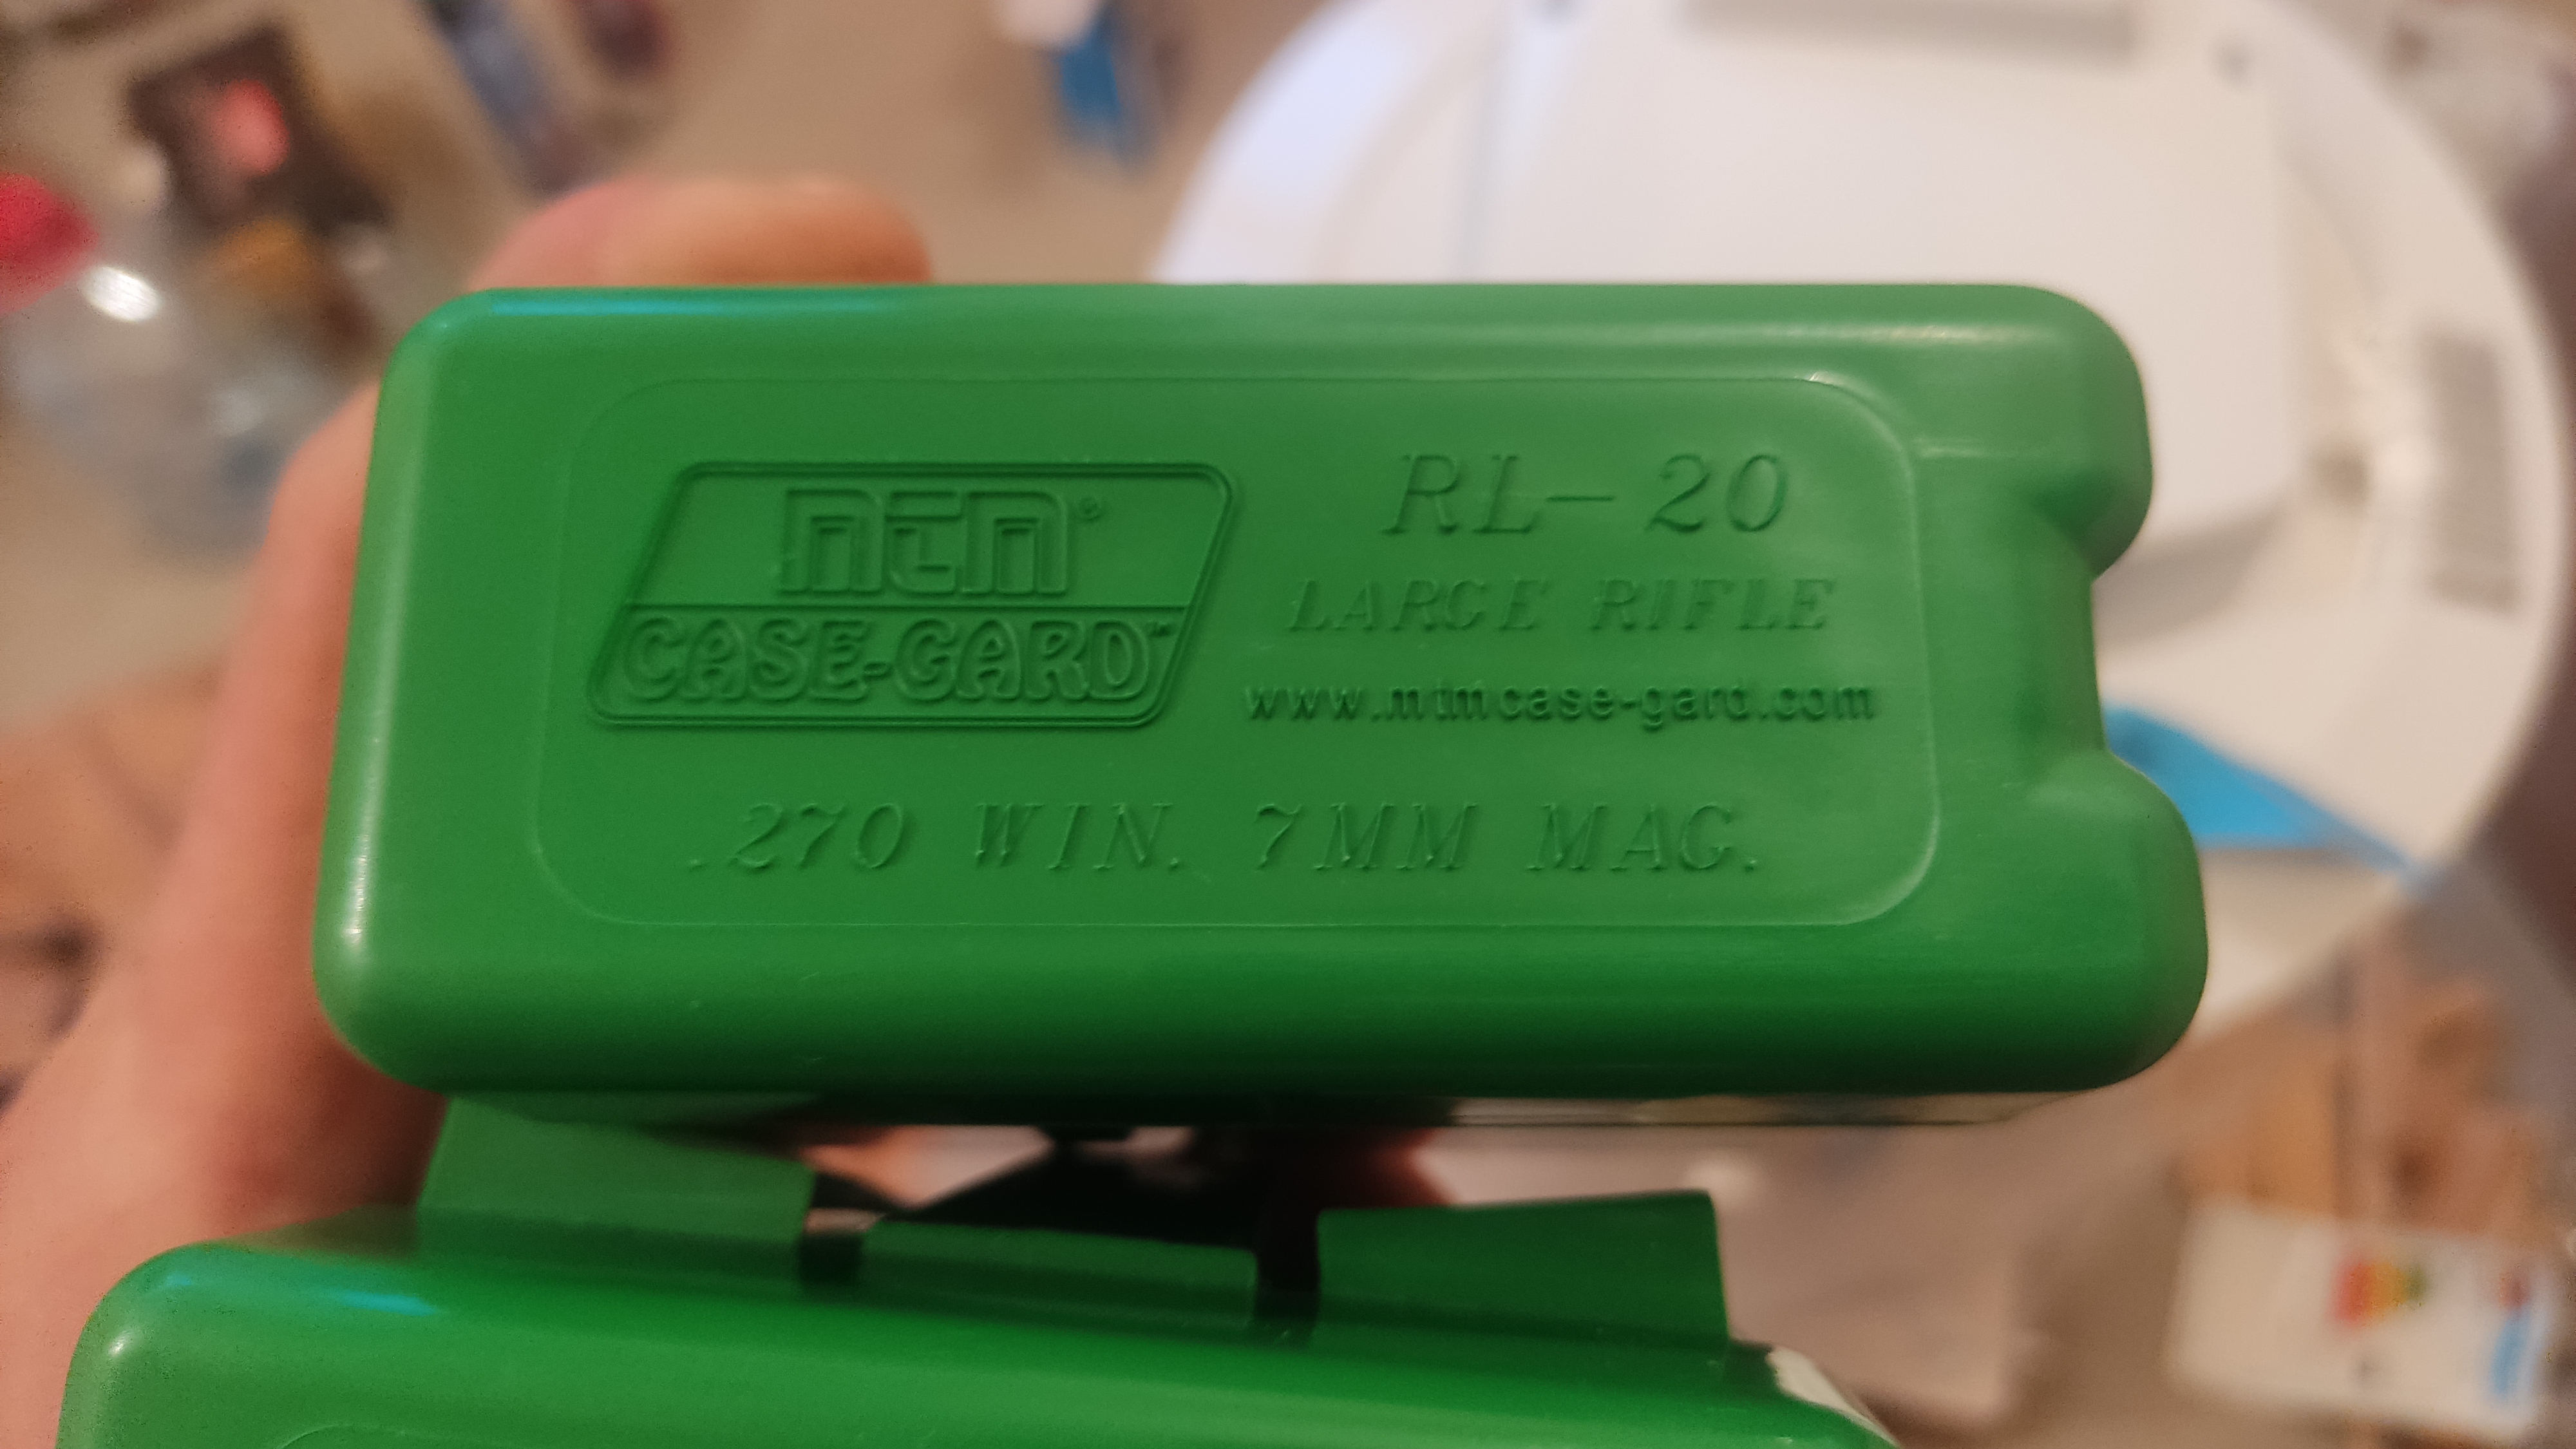 mtm®
CASE-GARD™
RL-20
LARGE RIFLE
www.mtmcase-gard.com
.270 WIN. 7MM MAG.